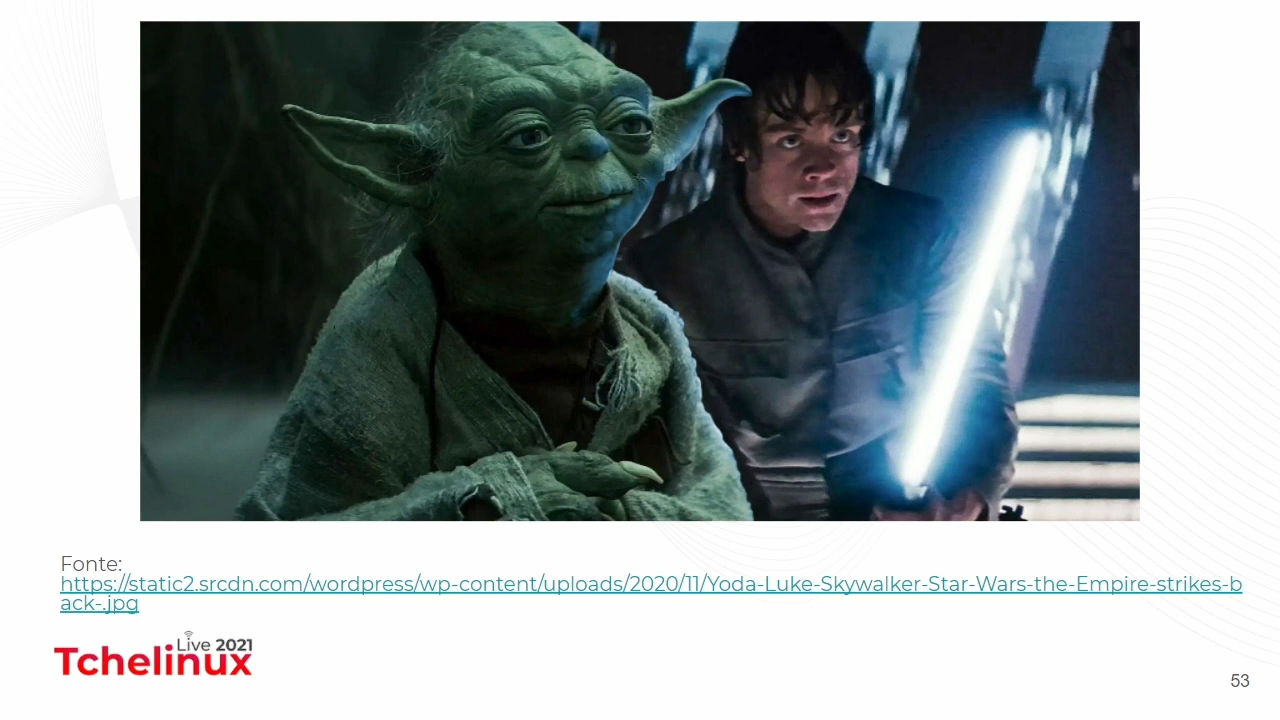 Fonte:
https://static2.srcdn.com/wordpress/wp-content/uploads/2020/11/Yoda-Luke-Skywalker-Star-Wars-the-Empire-strikes-b
ack-.jpg
Live 2021
Tchelinux
53